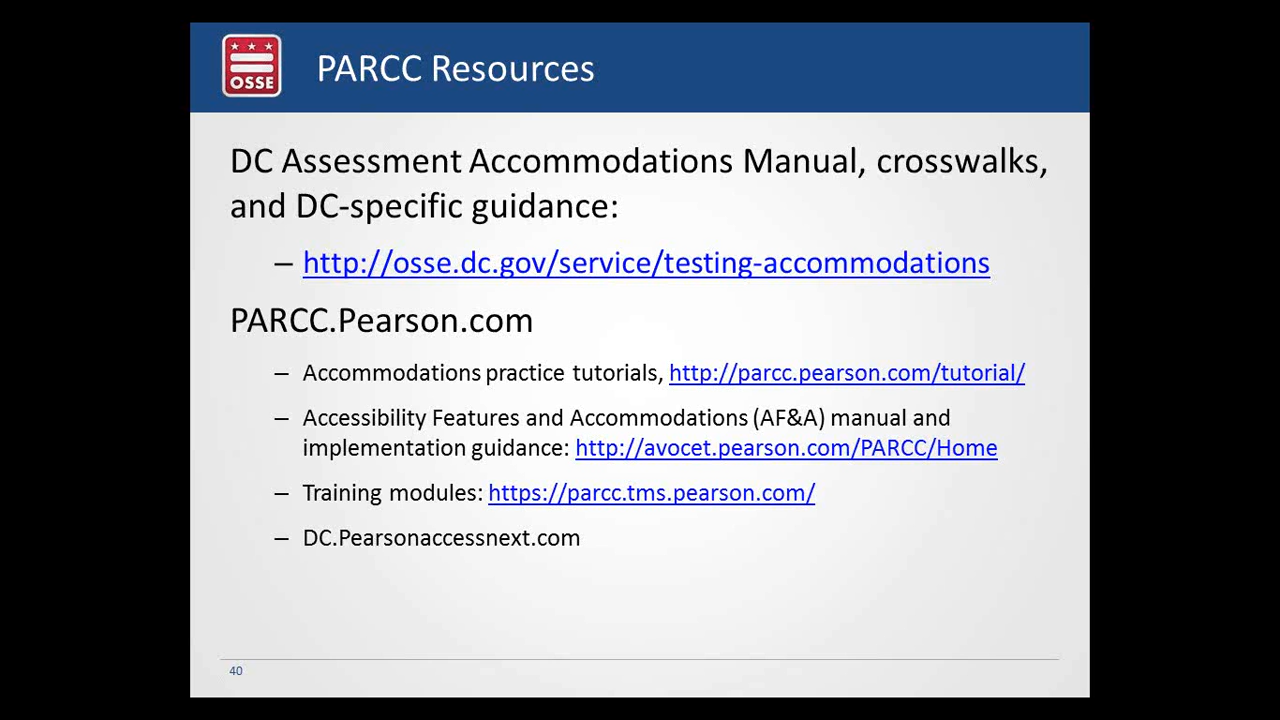 OSSE
PARCC Resources
DC Assessment Accommodations Manual, crosswalks,
and DC-specific guidance:
– http://osse.dc.gov/service/testing-accommodations
PARCC.Pearson.com
– Accommodations practice tutorials, http://parcc.pearson.com/tutorial/
– Accessibility Features and Accommodations (AF&A) manual and
implementation guidance: http://avocet.pearson.com/PARCC/Home
– Training modules: https://parcc.tms.pearson.com/
– DC.Pearsonaccessnext.com
40